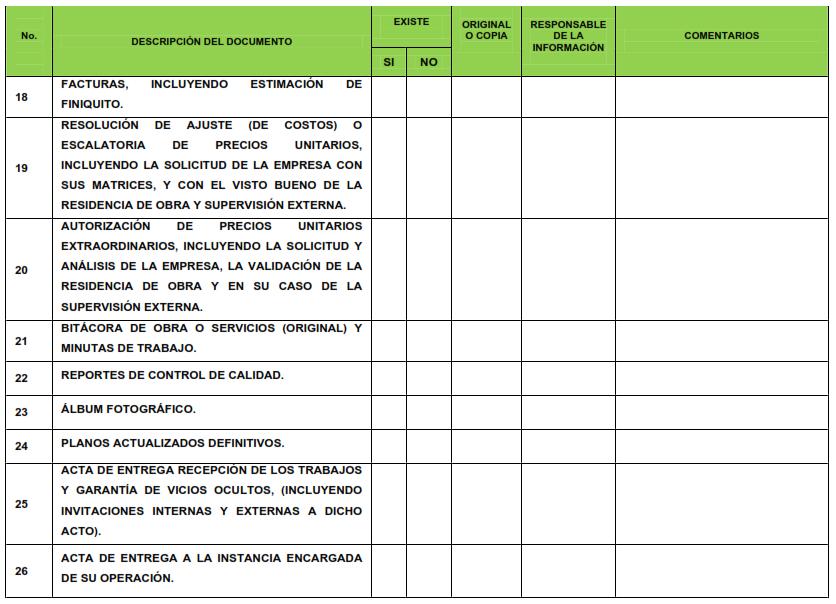 No.
DESCRIPCIÓN DEL DOCUMENTO
EXISTE
SI
NO
ORIGINAL
O COPIA
RESPONSABLE
DE LA
INFORMACIÓN
COMENTARIOS
18
FACTURAS, INCLUYENDO ESTIMACIÓN DE
FINIQUITO.
19
RESOLUCIÓN DE AJUSTE (DE COSTOS) O
ESCALATORIA DE PRECIOS UNITARIOS,
INCLUYENDO LA SOLICITUD DE LA EMPRESA CON
SUS MATRICES, Y CON EL VISTO BUENO DE LA
RESIDENCIA DE OBRA Y SUPERVISIÓN EXTERNA.
20
AUTORIZACIÓN DE PRECIOS UNITARIOS
EXTRAORDINARIOS, INCLUYENDO LA SOLICITUD Y
ANÁLISIS DE LA EMPRESA, LA VALIDACIÓN DE LA
RESIDENCIA DE OBRA Y EN SU CASO DE LA
SUPERVISIÓN EXTERNA.
21
BITÁCORA DE OBRA O SERVICIOS (ORIGINAL) Y
MINUTAS DE TRABAJO.
22
REPORTES DE CONTROL DE CALIDAD.
23
ÁLBUM FOTOGRÁFICO.
24
PLANOS ACTUALIZADOS DEFINITIVOS.
25
ACTA DE ENTREGA RECEPCIÓN DE LOS TRABAJOS
Y GARANTÍA DE VICIOS OCULTOS, (INCLUYENDO
INVITACIONES INTERNAS Y EXTERNAS A DICHO
ACTO).
26
ACTA DE ENTREGA A LA INSTANCIA ENCARGADA
DE SU OPERACIÓN.